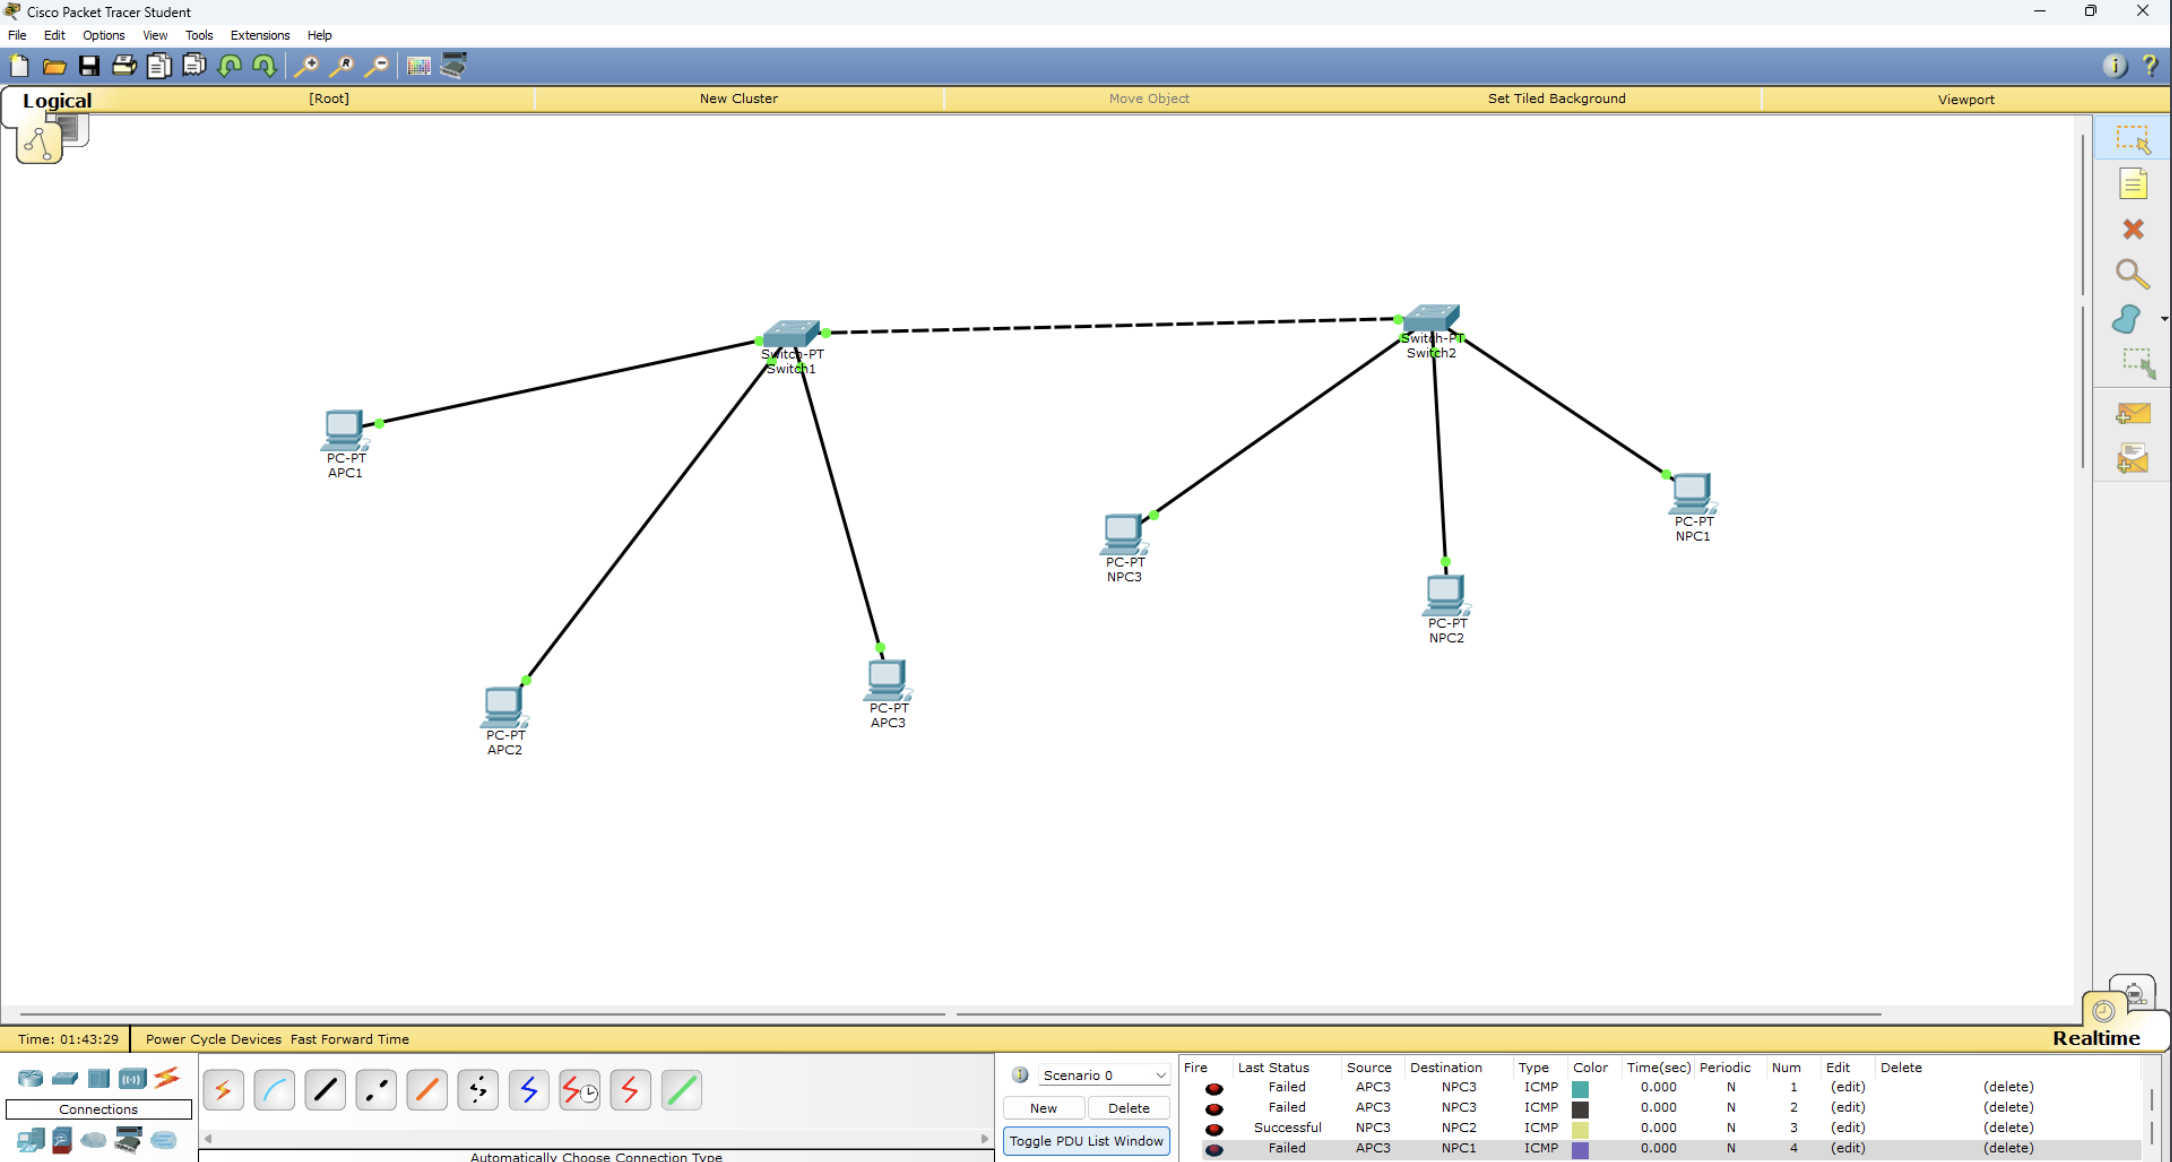 Cisco Packet Tracer Student
File Edit Options View Tools Extensions Help
Logical [Root] New Cluster Move Object Set Tiled Background Viewport
Switch-PT
Switch1
Switch-PT
Switch2
PC-PT
APC1
PC-PT
NPC1
PC-PT
NPC3
PC-PT
NPC2
PC-PT
APC3
PC-PT
APC2
Time: 01:43:29 Power Cycle Devices Fast Forward Time Realtime
Connections
Automatically Choose Connection Type
Scenario 0
New Delete
Toggle PDU List Window
Fire Last Status Source Destination Type Color Time(sec) Periodic Num Edit Delete
Failed APC3 NPC3 ICMP 0.000 N 1 (edit) (delete)
Failed APC3 NPC3 ICMP 0.000 N 2 (edit) (delete)
Successful NPC3 NPC2 ICMP 0.000 N 3 (edit) (delete)
Failed APC3 NPC1 ICMP 0.000 N 4 (edit) (delete)